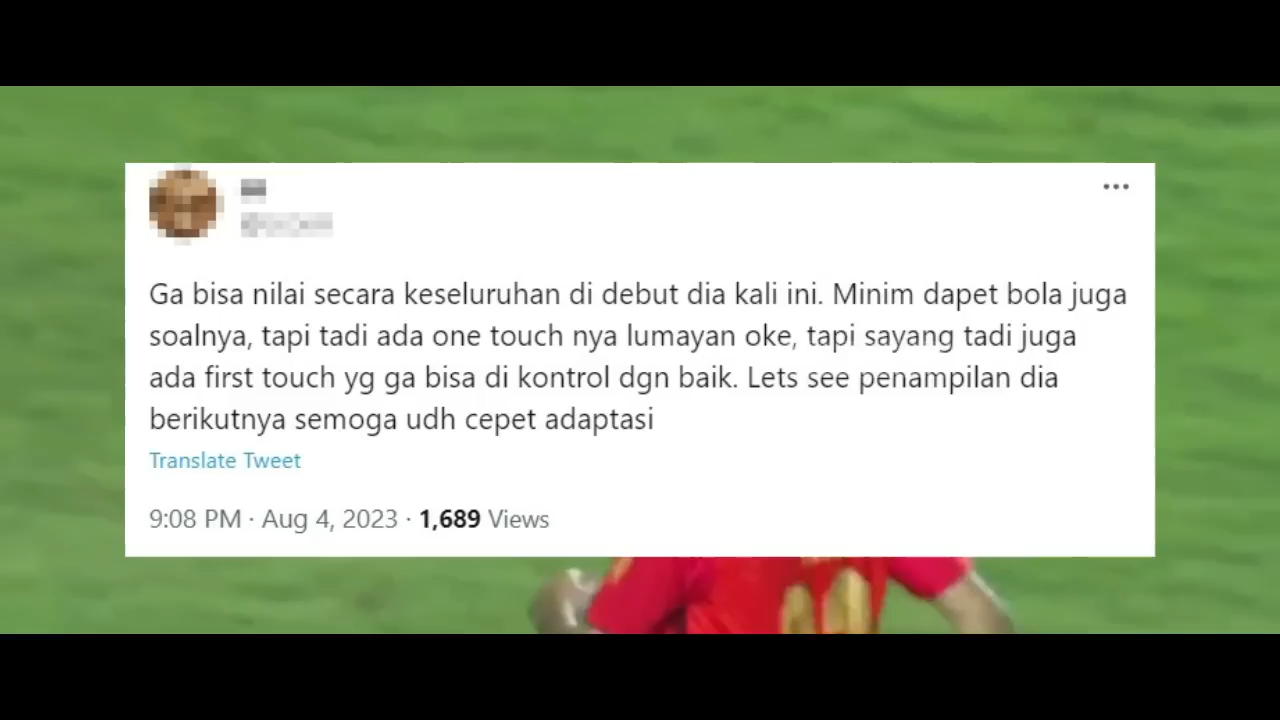 Ga bisa nilai secara keseluruhan di debut dia kali ini. Minim dapet bola juga
soalnya, tapi tadi ada one touch nya lumayan oke, tapi sayang tadi juga
ada first touch yg ga bisa di kontrol dgn baik. Lets see penampilan dia
berikutnya semoga udh cepet adaptasi
Translate Tweet
9:08 PM · Aug 4, 2023 · 1,689 Views